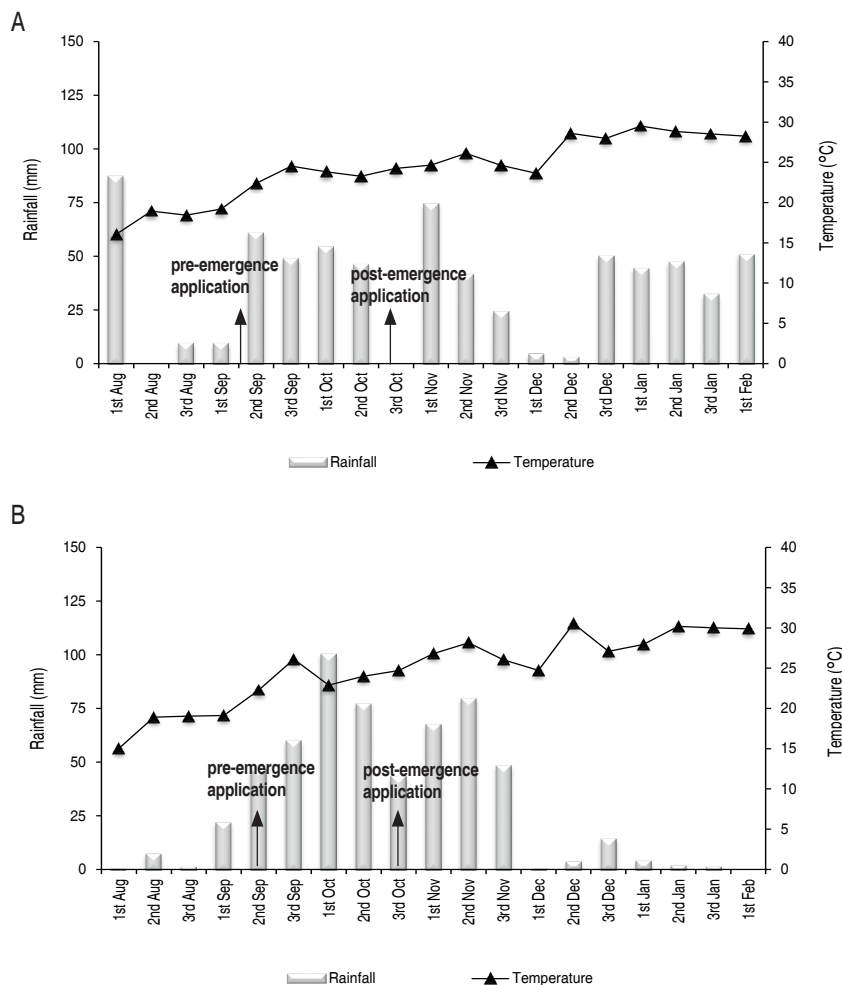 A
150
125
100
75
50
25
0
Rainfall (mm)
40
35
30
25
20
15
10
5
0
Temperature (°C)
pre-emergence
application
post-emergence
application
1st Aug
2nd Aug
3rd Aug
1st Sep
2nd Sep
3rd Sep
1st Oct
2nd Oct
3rd Oct
1st Nov
2nd Nov
3rd Nov
1st Dec
2nd Dec
3rd Dec
1st Jan
2nd Jan
3rd Jan
1st Feb
Rainfall
Temperature
B
150
125
100
75
50
25
0
Rainfall (mm)
40
35
30
25
20
15
10
5
0
Temperature (°C)
pre-emergence
application
post-emergence
application
1st Aug
2nd Aug
3rd Aug
1st Sep
2nd Sep
3rd Sep
1st Oct
2nd Oct
3rd Oct
1st Nov
2nd Nov
3rd Nov
1st Dec
2nd Dec
3rd Dec
1st Jan
2nd Jan
3rd Jan
1st Feb
Rainfall
Temperature